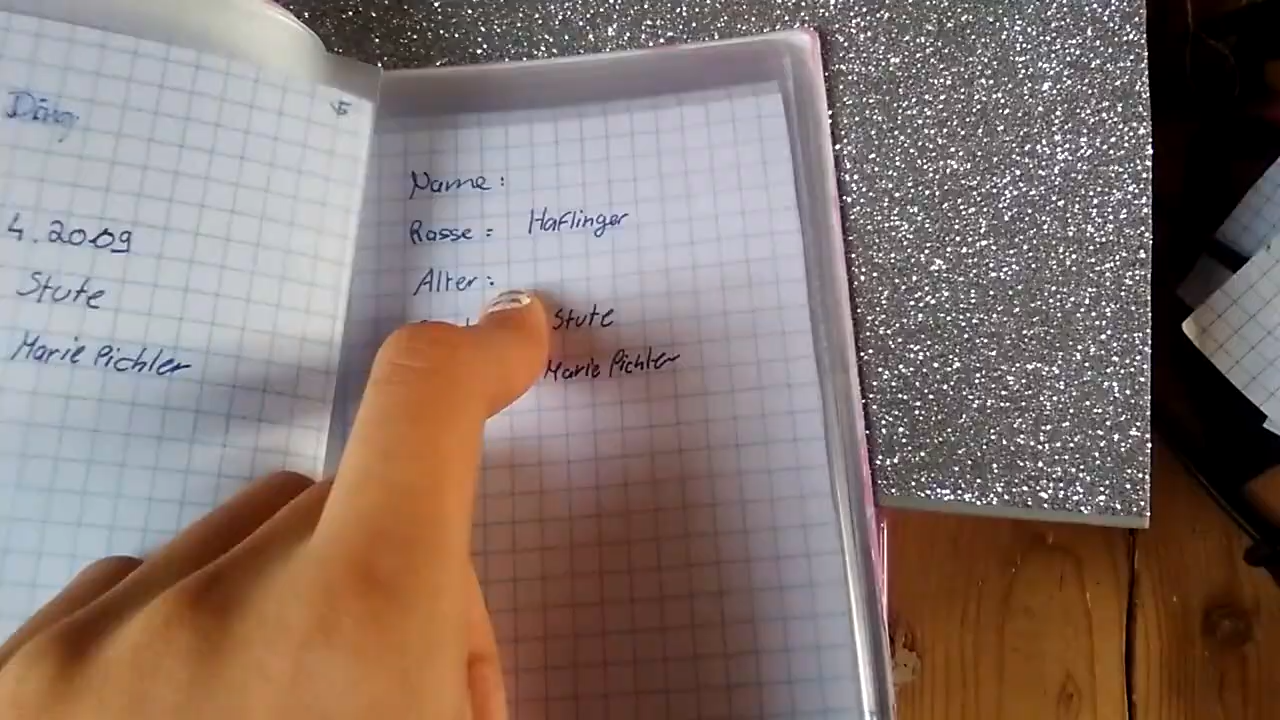 4.2009
Stute
Marie Pichler
Name:
Rasse: Haflinger
Alter:
Stute
Marie Pichler